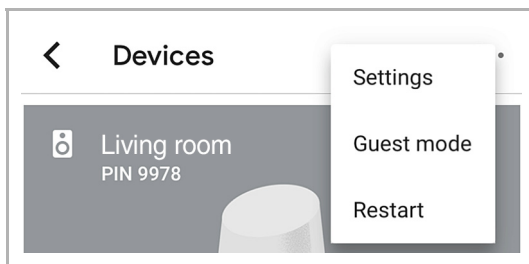 Devices
Settings
Living room
PIN 9978
Guest mode
Restart